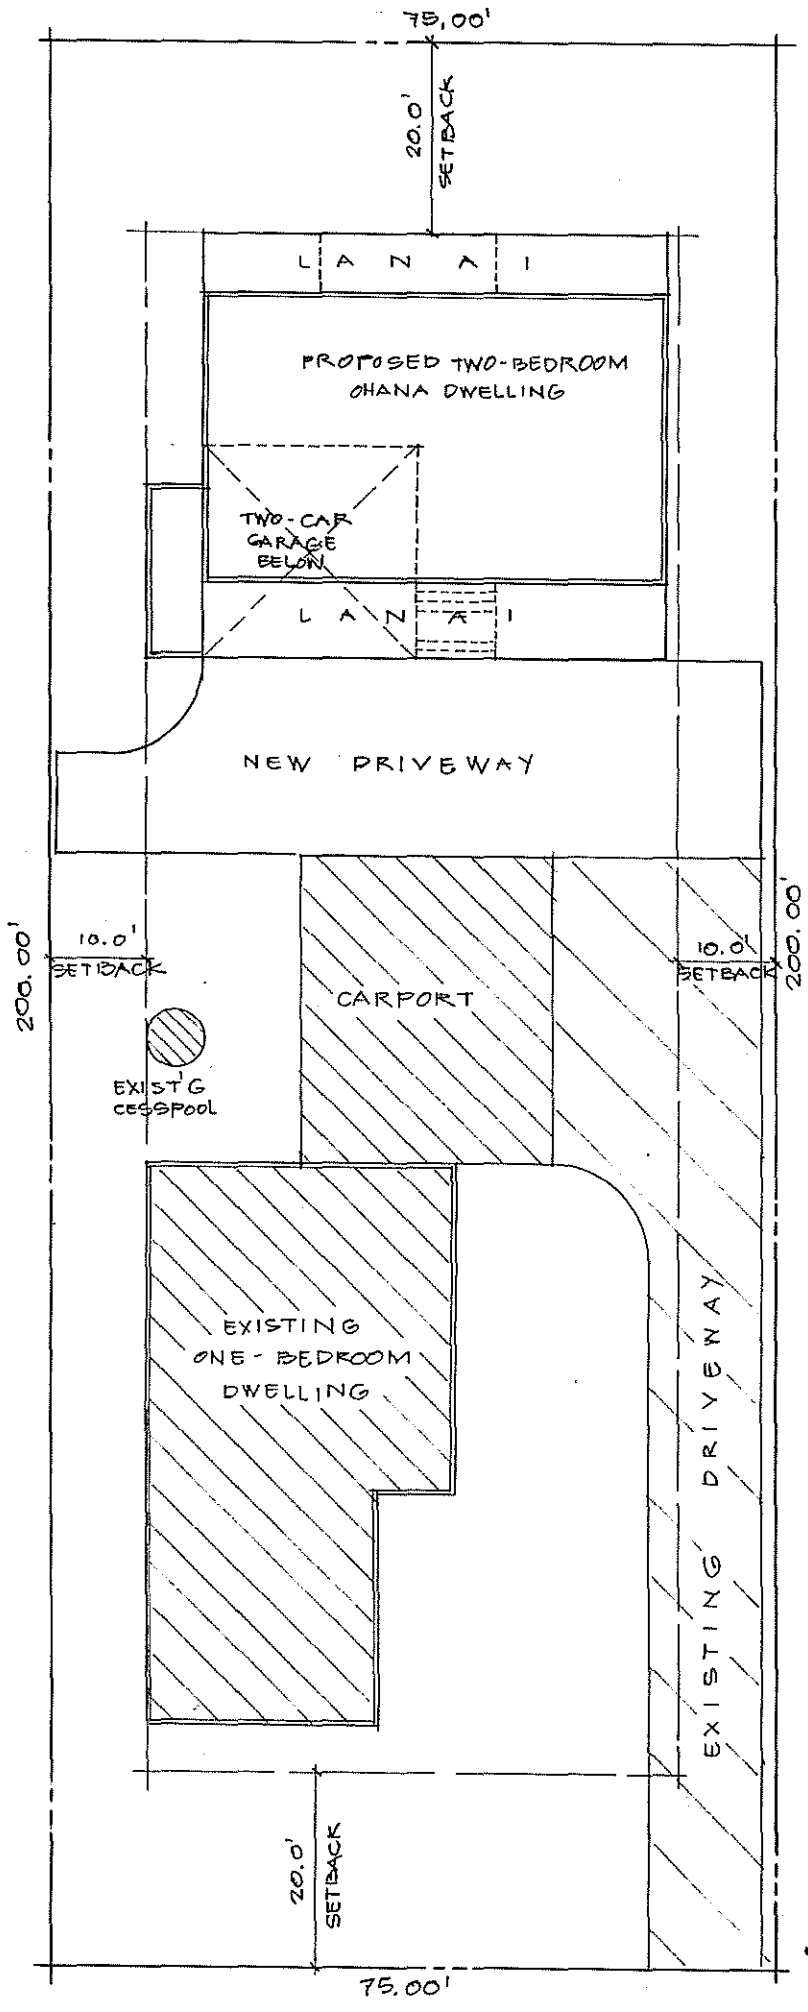 75.00'
20.0'
SETBACK
L A N A I
PROPOSED TWO-BEDROOM
OHANA DWELLING
TWO-CAR
GARAGE
BELOW
L A N A I
NEW DRIVEWAY
200.00'
10.0'
SETBACK
10.0'
SETBACK
200.00'
CARPORT
EXIST'G
CESSPOOL
EXISTING
ONE-BEDROOM
DWELLING
EXISTING DRIVEWAY
20.0'
SETBACK
75.00'